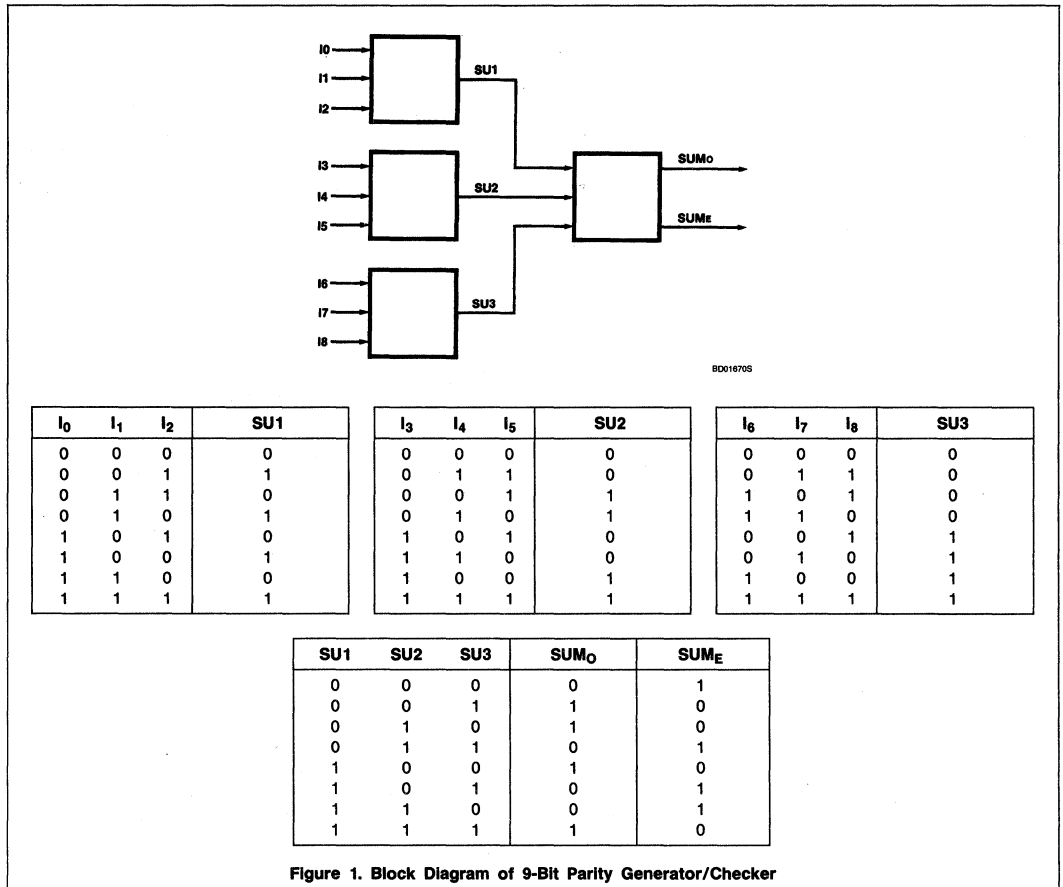 I0
I1
I2
SU1
I3
I4
I5
SU2
I6
I7
I8
SU3
SUMO
SUME
BD01670S
I0 I1 I2 SU1
0 0 0 0
0 0 1 1
0 1 1 0
0 1 0 1
1 0 1 0
1 0 0 1
1 1 0 0
1 1 1 1
I3 I4 I5 SU2
0 0 0 0
0 1 1 0
0 0 1 1
0 1 0 1
1 0 1 0
1 1 0 0
1 0 0 1
1 1 1 1
I6 I7 I8 SU3
0 0 0 0
0 1 1 0
1 0 1 0
1 1 0 0
0 0 1 1
0 1 0 1
1 0 0 1
1 1 1 1
SU1 SU2 SU3 SUMO SUME
0 0 0 0 1
0 0 1 1 0
0 1 0 1 0
0 1 1 0 1
1 0 0 1 0
1 0 1 0 1
1 1 0 0 1
1 1 1 1 0
Figure 1. Block Diagram of 9-Bit Parity Generator/Checker